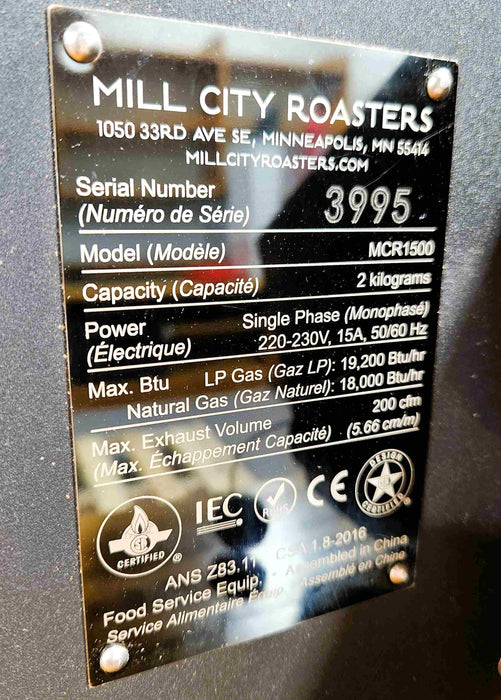 MILL CITY ROASTERS
1050 33RD AVE SE, MINNEAPOLIS, MN 55414
MILLCITYROASTERS.COM
Serial Number
(Numéro de Série) 3995
Model (Modèle) MCR1500
Capacity (Capacité) 2 kilograms
Power Single Phase (Monophasé)
(Électrique) 220-230V, 15A, 50/60 Hz
Max. Btu LP Gas (Gaz LP): 19,200 Btu/hr
Natural Gas (Gaz Naturel): 18,000 Btu/hr
Max. Exhaust Volume 200 cfm
(Max. Échappement Capacité) (5.66 cm/m)
CERTIFIED ®
IEC
RoHS
CE
DESIGN
CERTIFIED ®
ANS Z83.11 · CSA 1.8-2016
Food Service Equip. · Assembled in China
Service Alimentaire Équip. · Assemblé en Chine